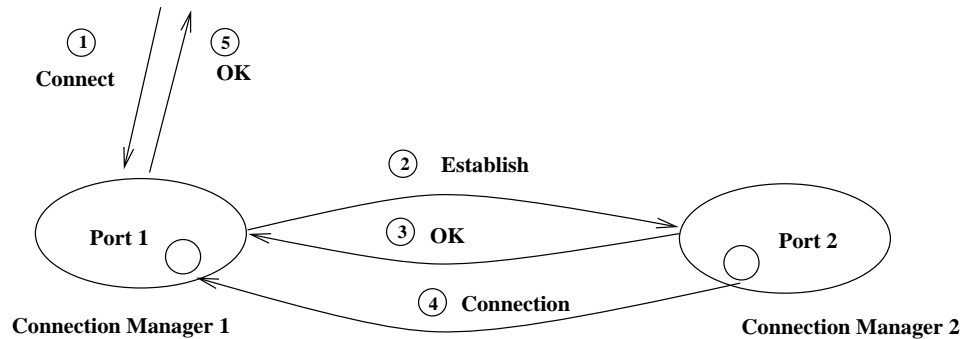 1
Connect
5
OK
2 Establish
3 OK
Port 1
Port 2
4 Connection
Connection Manager 1
Connection Manager 2